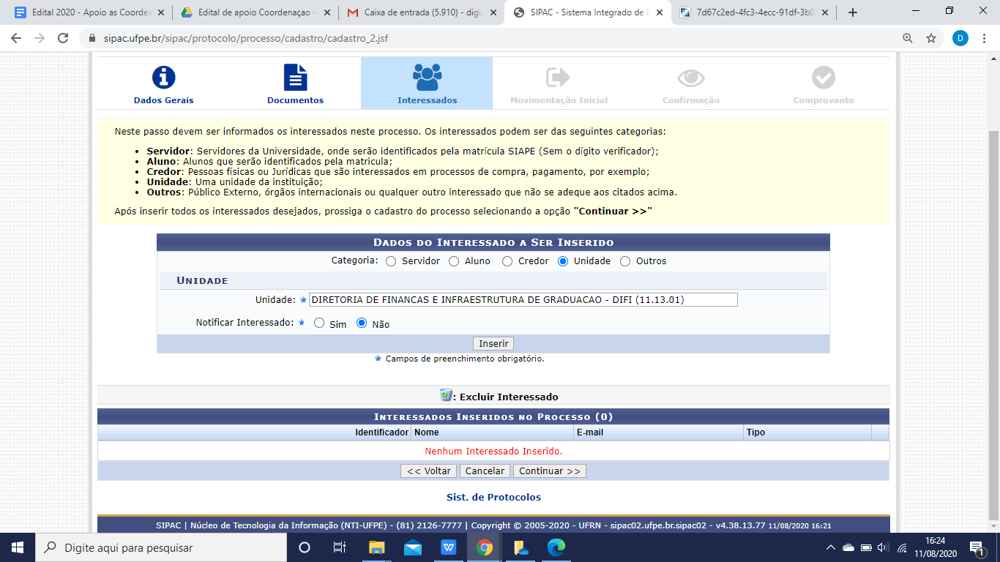 Edital 2020 - Apoio as Coordena
Edital de apoio Coordenaçao -
Caixa de entrada (5.910) - digi.
SIPAC - Sistema Integrado de P
7d67c2ed-4fc3-4ecc-91df-3b0
sipac.ufpe.br/sipac/protocolo/processo/cadastro/cadastro_2.jsf
D
Dados Gerais
Documentos
Interessados
Movimentação Inicial
Confirmação
Comprovante
Neste passo devem ser informados os interessados neste processo. Os interessados podem ser das seguintes categorias:
• Servidor: Servidores da Universidade, onde serão identificados pela matrícula SIAPE (Sem o dígito verificador);
• Aluno: Alunos que serão identificados pela matricula;
• Credor: Pessoas físicas ou Jurídicas que são interessados em processos de compra, pagamento, por exemplo;
• Unidade: Uma unidade da instituição;
• Outros: Público Externo, órgãos internacionais ou qualquer outro interessado que não se adeque aos citados acima.
Após inserir todos os interessados desejados, prossiga o cadastro do processo selecionando a opção "Continuar >>"
Dados do Interessado a Ser Inserido
Categoria: Servidor Aluno Credor Unidade Outros
Unidade
Unidade: DIRETORIA DE FINANCAS E INFRAESTRUTURA DE GRADUACAO - DIFI (11.13.01)
Notificar Interessado: Sim Não
Inserir
Campos de preenchimento obrigatório.
: Excluir Interessado
Interessados Inseridos no Processo (0)
Identificador Nome E-mail Tipo
Nenhum Interessado Inserido.
<< Voltar Cancelar Continuar >>
Sist. de Protocolos
SIPAC | Núcleo de Tecnologia da Informação (NTI-UFPE) - (81) 2126-7777 | Copyright © 2005-2020 - UFRN - sipac02.ufpe.br.sipac02 - v4.38.13.77 11/08/2020 16:21
Digite aqui para pesquisar
16:24
11/08/2020
1